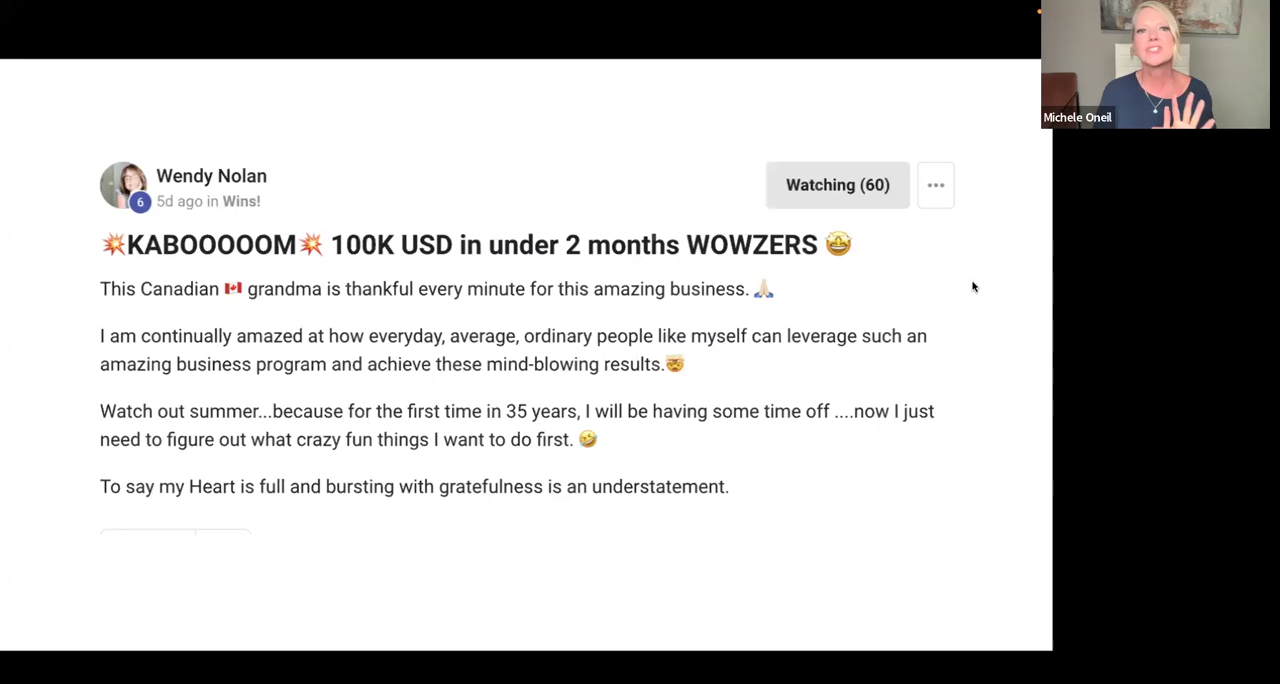 Michele Oneil
Wendy Nolan
6
5d ago in Wins!
Watching (60)
💥KABOOOOOM💥 100K USD in under 2 months WOWZERS 🤩
This Canadian 🇨🇦 grandma is thankful every minute for this amazing business. 🙏🏻
I am continually amazed at how everyday, average, ordinary people like myself can leverage such an
amazing business program and achieve these mind-blowing results.🤯
Watch out summer...because for the first time in 35 years, I will be having some time off ....now I just
need to figure out what crazy fun things I want to do first. 🤣
To say my Heart is full and bursting with gratefulness is an understatement.